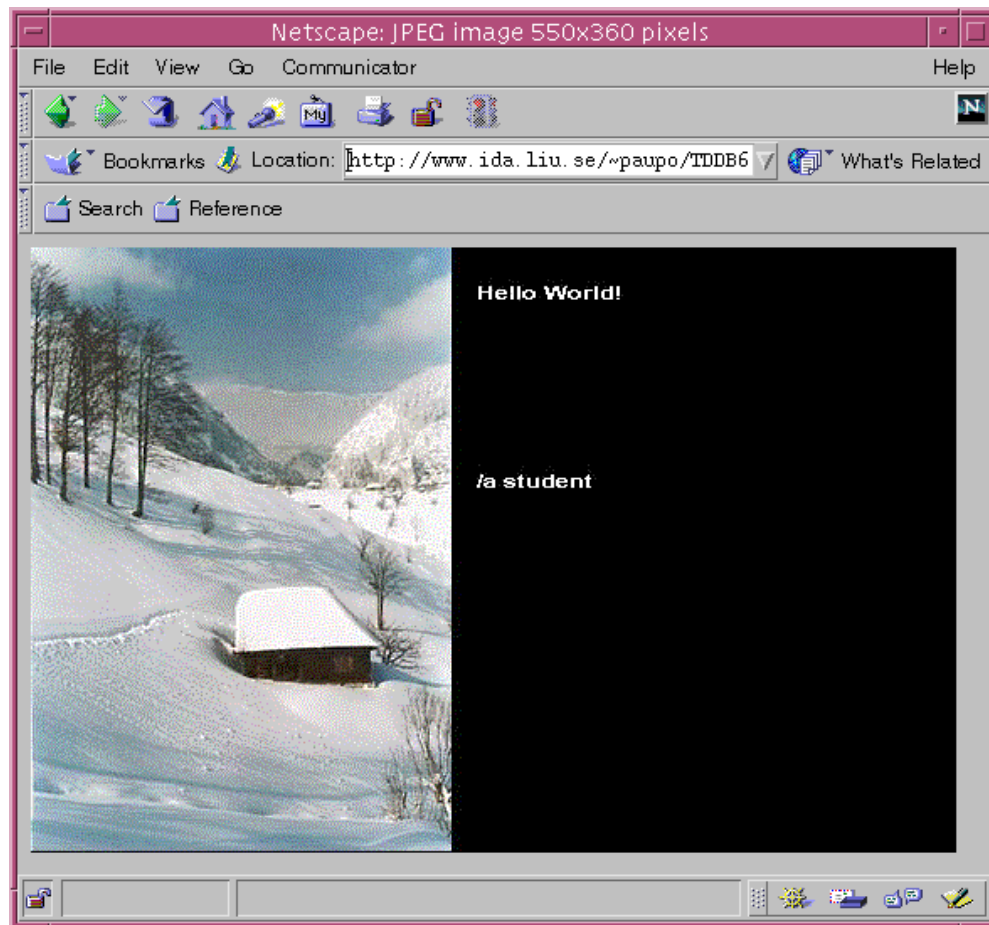 Netscape: JPEG image 550x360 pixels
File Edit View Go Communicator Help
My N
Bookmarks Location: http://www.ida.liu.se/~paupo/TDDB6 What's Related
Search Reference
Hello World!
/a student